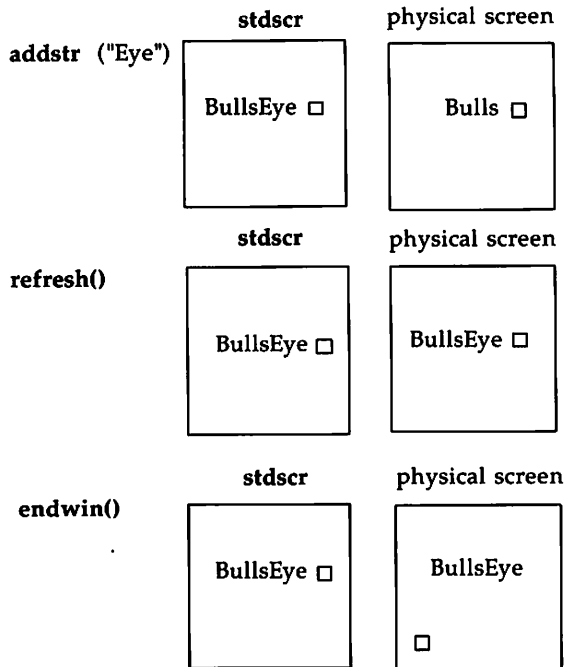 stdscr physical screen
addstr ("Eye")
BullsEye □ Bulls □
stdscr physical screen
refresh()
BullsEye □ BullsEye □
stdscr physical screen
endwin()
BullsEye □ BullsEye
□